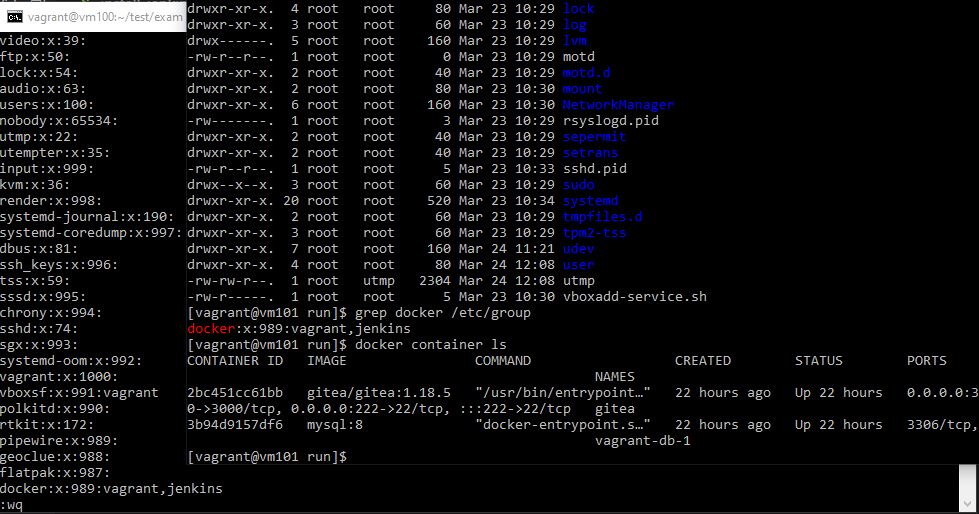 vagrant@vm100:~/test/exam
video:x:39:
ftp:x:50:
lock:x:54:
audio:x:63:
users:x:100:
nobody:x:65534:
utmp:x:22:
utempter:x:35:
input:x:999:
kvm:x:36:
render:x:998:
systemd-journal:x:190:
systemd-coredump:x:997:
dbus:x:81:
ssh_keys:x:996:
tss:x:59:
sssd:x:995:
chrony:x:994:
sshd:x:74:
sgx:x:993:
systemd-oom:x:992:
vagrant:x:1000:
vboxsf:x:991:vagrant
polkitd:x:990:
rtkit:x:172:
pipewire:x:989:
geoclue:x:988:
flatpak:x:987:
docker:x:989:vagrant,jenkins
:wq
drwxr-xr-x. 4 root root 80 Mar 23 10:29 lock
drwxr-xr-x. 3 root root 60 Mar 23 10:29 log
drwx------. 5 root root 160 Mar 23 10:29 lvm
-rw-r--r--. 1 root root 0 Mar 23 10:29 motd
drwxr-xr-x. 2 root root 40 Mar 23 10:29 motd.d
drwxr-xr-x. 2 root root 80 Mar 23 10:30 mount
drwxr-xr-x. 6 root root 160 Mar 23 10:30 NetworkManager
-rw-------. 1 root root 3 Mar 23 10:30 rsyslogd.pid
drwxr-xr-x. 2 root root 40 Mar 23 10:29 sepermit
drwxr-xr-x. 2 root root 40 Mar 23 10:29 setrans
-rw-r--r--. 1 root root 5 Mar 23 10:33 sshd.pid
drwx--x--x. 3 root root 60 Mar 23 10:29 sudo
drwxr-xr-x. 20 root root 520 Mar 23 10:34 systemd
drwxr-xr-x. 2 root root 60 Mar 23 10:29 tmpfiles.d
drwxr-xr-x. 3 root root 60 Mar 23 10:29 tpm2-tss
drwxr-xr-x. 7 root root 160 Mar 24 11:21 udev
drwxr-xr-x. 4 root root 80 Mar 24 12:08 user
-rw-rw-r--. 1 root utmp 2304 Mar 24 12:08 utmp
-rw-r-----. 1 root root 5 Mar 23 10:30 vboxadd-service.sh
[vagrant@vm101 run]$ grep docker /etc/group
docker:x:989:vagrant,jenkins
[vagrant@vm101 run]$ docker container ls
CONTAINER ID IMAGE COMMAND CREATED STATUS PORTS
NAMES
2bc451cc61bb gitea/gitea:1.18.5 "/usr/bin/entrypoint…" 22 hours ago Up 22 hours 0.0.0.0:3
0->3000/tcp, 0.0.0.0:222->22/tcp, :::222->22/tcp gitea
3b94d9157df6 mysql:8 "docker-entrypoint.s…" 22 hours ago Up 22 hours 3306/tcp,
vagrant-db-1
[vagrant@vm101 run]$